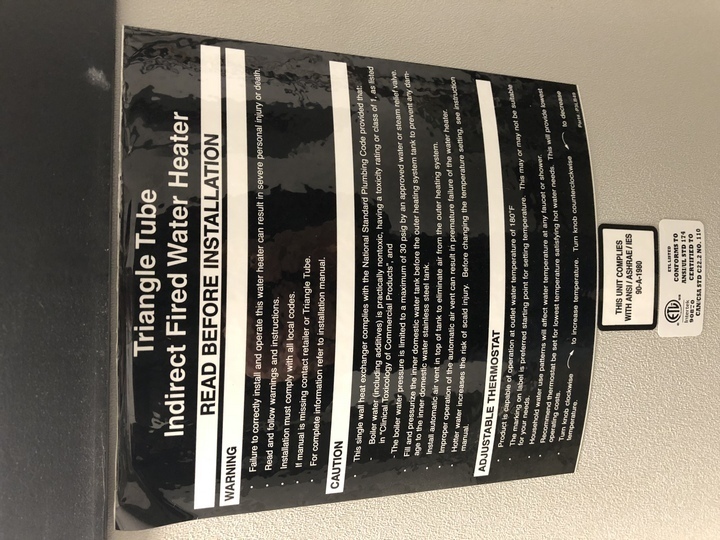 Triangle Tube
Indirect Fired Water Heater
READ BEFORE INSTALLATION
WARNING
· Failure to correctly install and operate this water heater can result in severe personal injury or death.
· Read and follow warnings and instructions.
· Installation must comply with all local codes.
· If manual is missing contact retailer or Triangle Tube.
· For complete information refer to installation manual.
CAUTION
· This single wall heat exchanger complies with the National Standard Plumbing Code provided that:
Boiler water (including additives) is practically nontoxic, having a toxicity rating or class of 1, as listed
in "Clinical Toxicology of Commercial Products" and
The boiler water pressure is limited to a maximum of 30 psig by an approved water or steam relief valve.
· Fill and pressurize the inner domestic water tank before the outer heating system tank to prevent any dam-
age to the inner domestic water stainless steel tank.
· Install automatic air vent in top of tank to eliminate air from the outer heating system.
· Improper operation of the automatic air vent can result in premature failure of the water heater.
· Hotter water increases the risk of scald injury. Before changing the temperature setting, see instruction
manual.
ADJUSTABLE THERMOSTAT
· Product is capable of operation at outlet water temperature of 180°F
· The marking on label is preferred starting point for setting temperature. This may or may not be suitable
for your needs.
· Household water use patterns will affect water temperature at any faucet or shower.
· Recommend thermostat be set for lowest temperature satisfying hot water needs. This will provide lowest
operating costs.
· Turn knob clockwise to increase temperature. Turn knob counterclockwise to decrease
temperature.
THIS UNIT COMPLIES
WITH ANSI / ASHRAE / IES
90-A-1980
ETL LISTED
CONFORMS TO
ANSI/UL STD 174
CERTIFIED TO
CAN/CSA STD C22.2 NO. 110